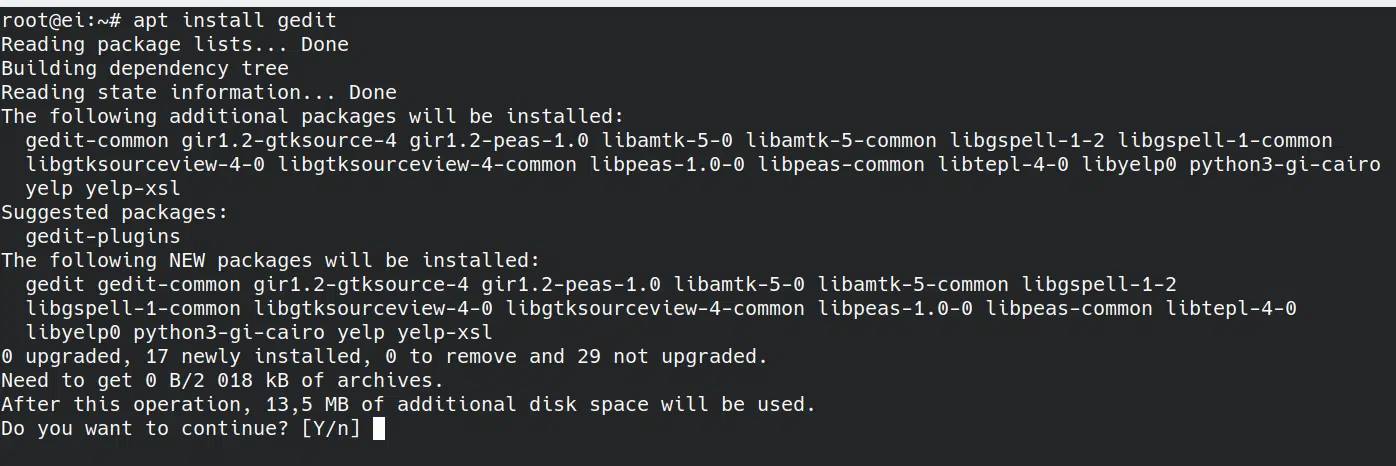 root@ei:~# apt install gedit
Reading package lists... Done
Building dependency tree
Reading state information... Done
The following additional packages will be installed:
  gedit-common gir1.2-gtksource-4 gir1.2-peas-1.0 libamtk-5-0 libamtk-5-common libgspell-1-2 libgspell-1-common
  libgtksourceview-4-0 libgtksourceview-4-common libpeas-1.0-0 libpeas-common libtepl-4-0 libyelp0 python3-gi-cairo
  yelp yelp-xsl
Suggested packages:
  gedit-plugins
The following NEW packages will be installed:
  gedit gedit-common gir1.2-gtksource-4 gir1.2-peas-1.0 libamtk-5-0 libamtk-5-common libgspell-1-2
  libgspell-1-common libgtksourceview-4-0 libgtksourceview-4-common libpeas-1.0-0 libpeas-common libtepl-4-0
  libyelp0 python3-gi-cairo yelp yelp-xsl
0 upgraded, 17 newly installed, 0 to remove and 29 not upgraded.
Need to get 0 B/2 018 kB of archives.
After this operation, 13,5 MB of additional disk space will be used.
Do you want to continue? [Y/n]